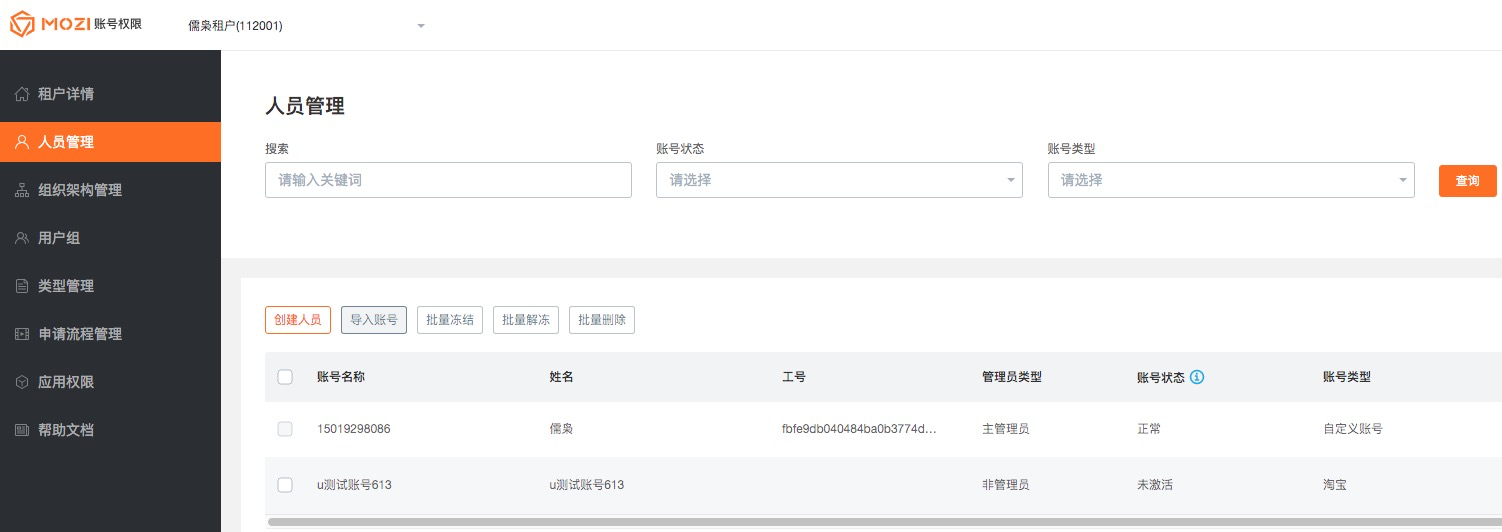 MOZI 账号权限 儒枭租户(112001)
租户详情
人员管理
组织架构管理
用户组
类型管理
申请流程管理
应用权限
帮助文档
人员管理
搜索 账号状态 账号类型
请输入关键词 请选择 请选择 查询
创建人员 导入账号 批量冻结 批量解冻 批量删除
账号名称 姓名 工号 管理员类型 账号状态 账号类型
15019298086 儒枭 fbfe9db040484ba0b3774d... 主管理员 正常 自定义账号
u测试账号613 u测试账号613 非管理员 未激活 淘宝